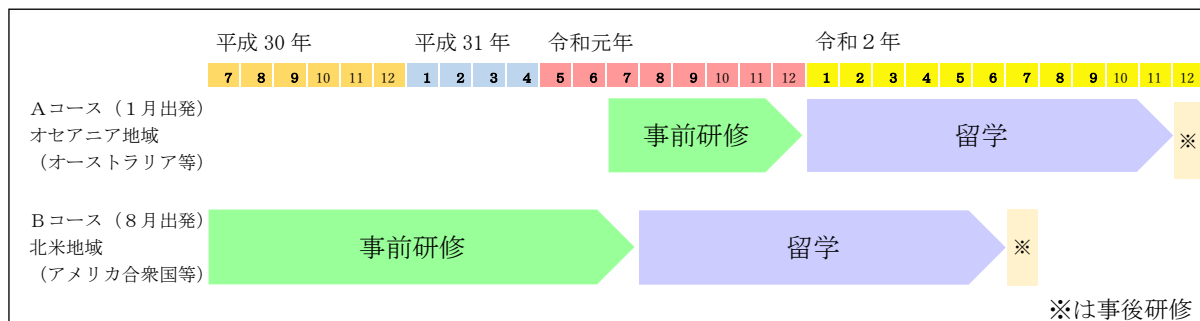 平成 30 年 平成 31 年 令和元年 令和２年
7 8 9 10 11 12 1 2 3 4 5 6 7 8 9 10 11 12 1 2 3 4 5 6 7 8 9 10 11 12
Ａコース（１月出発）
オセアニア地域
（オーストラリア等）
事前研修 留学 ※
Ｂコース（８月出発）
北米地域
（アメリカ合衆国等）
事前研修 留学 ※
※は事後研修